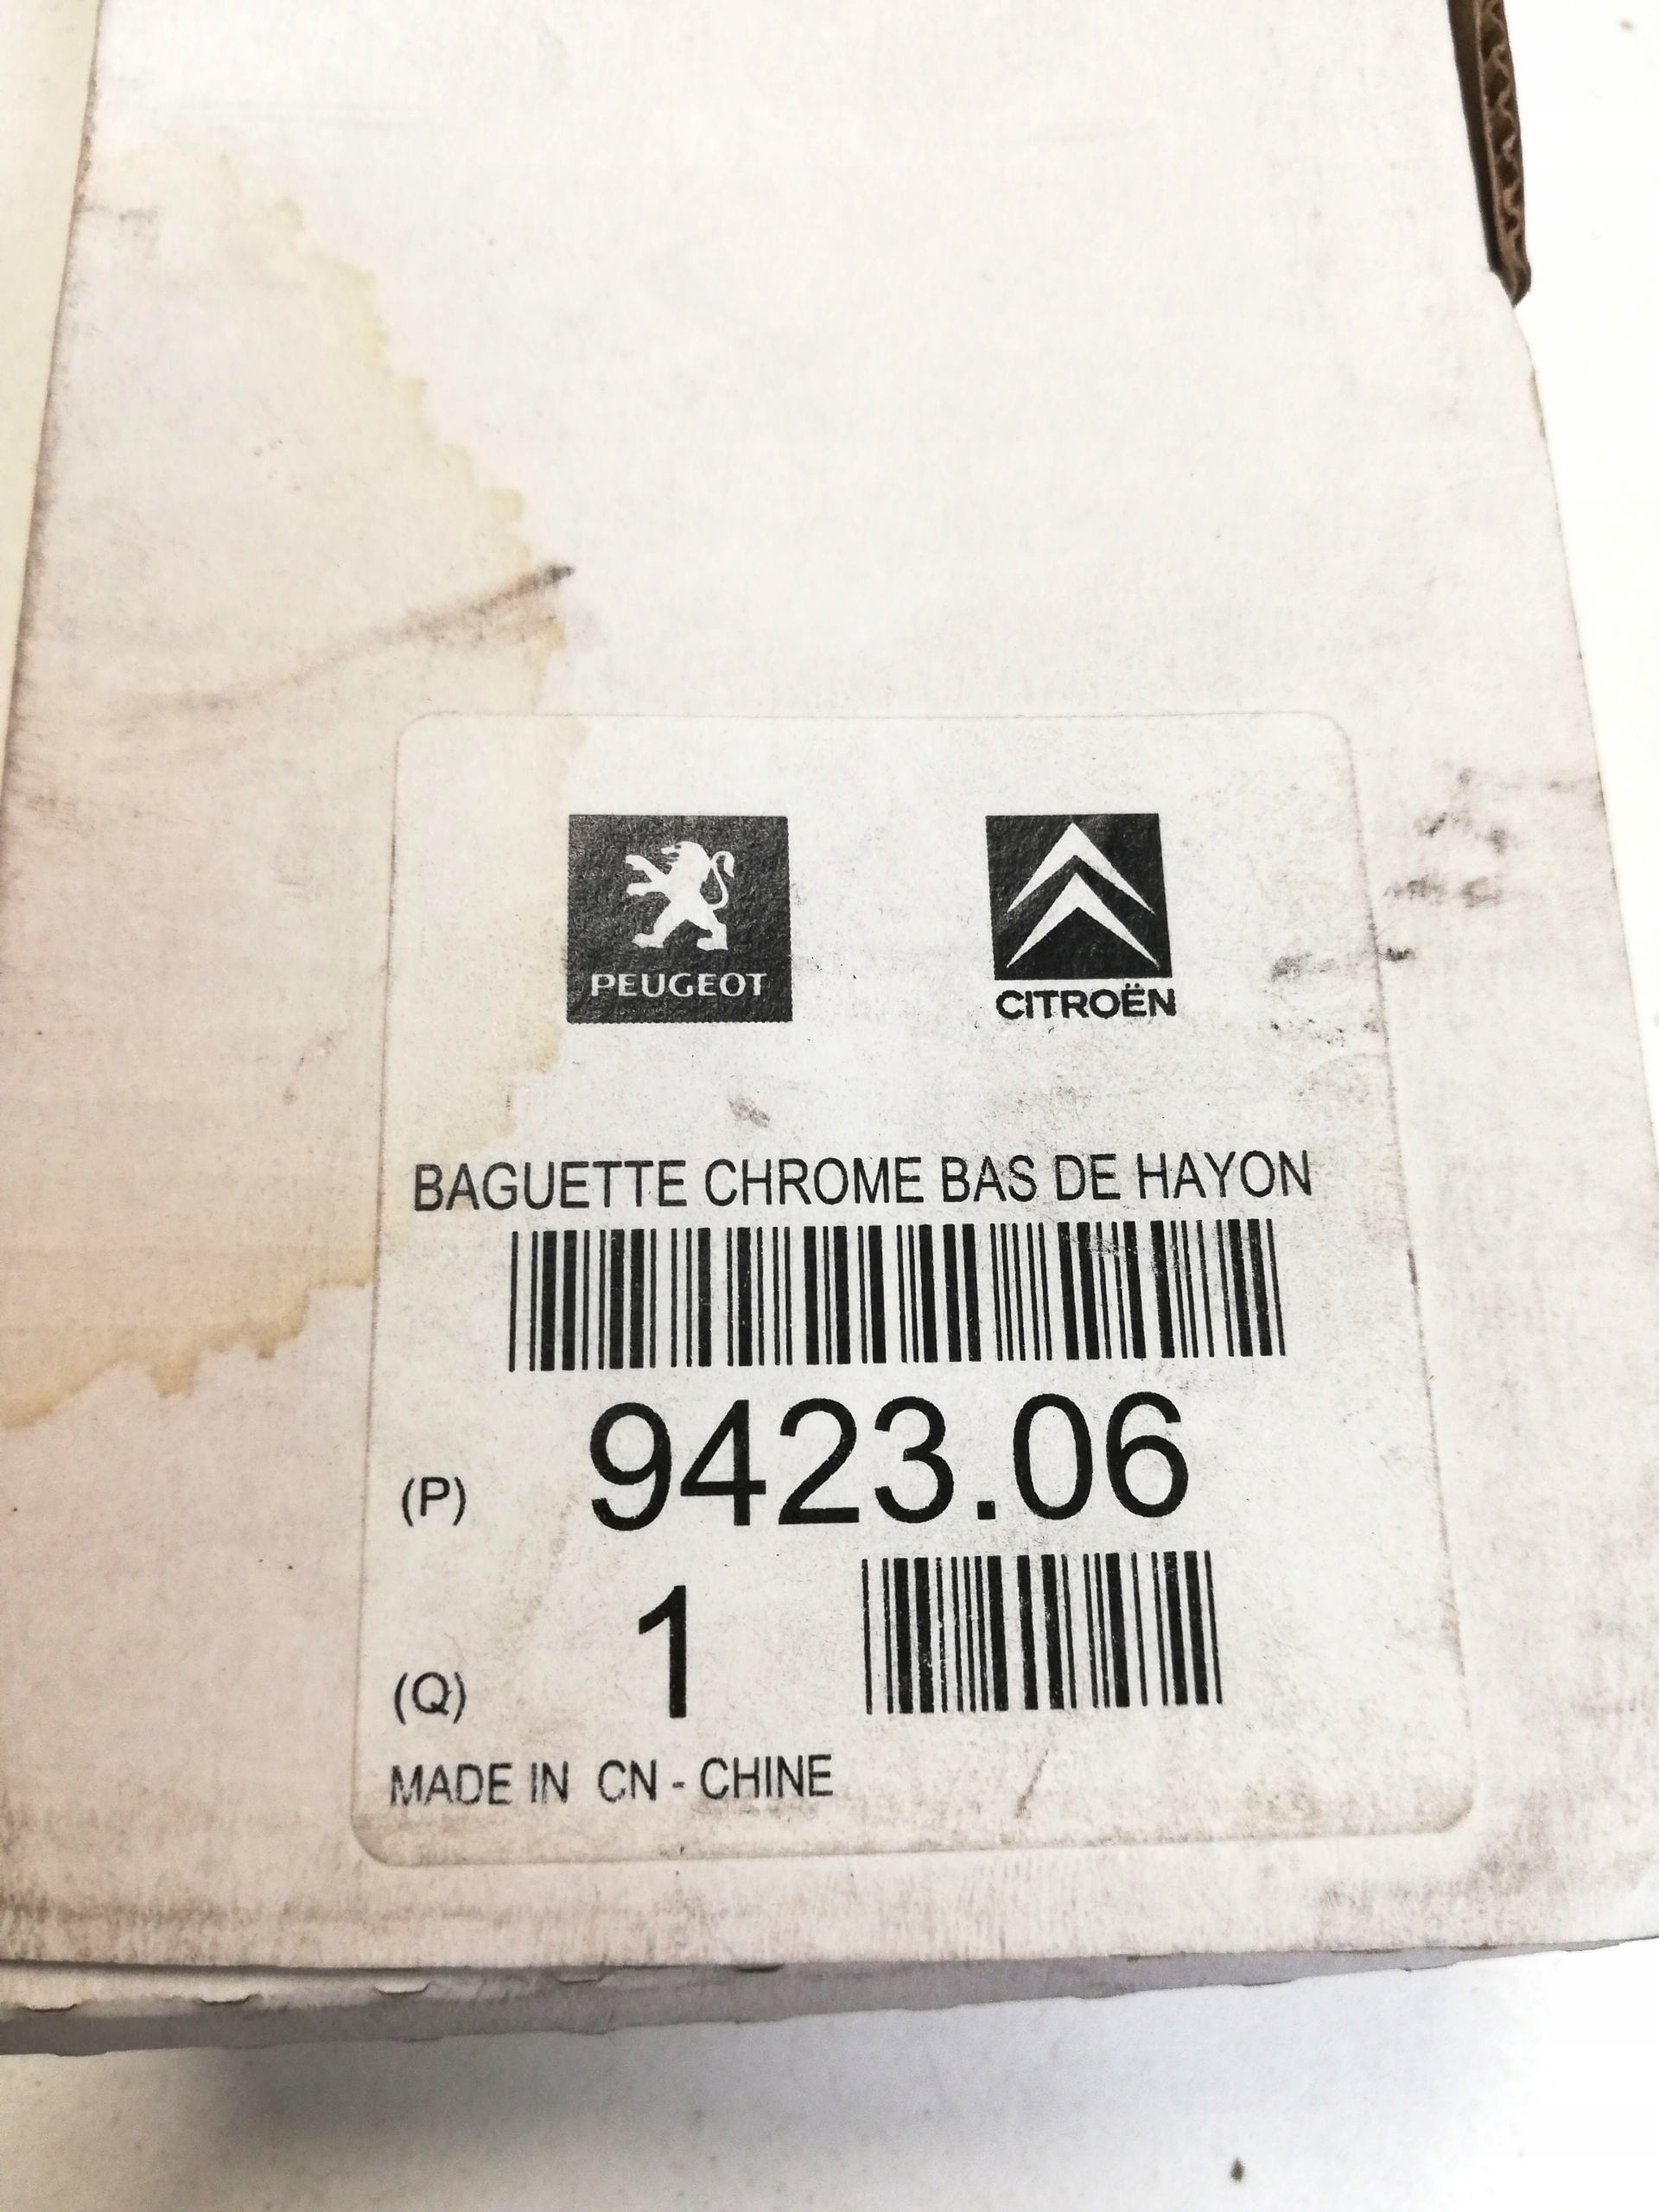 PEUGEOT
CITROËN
BAGUETTE CHROME BAS DE HAYON
(P) 9423.06
(Q) 1
MADE IN CN - CHINE